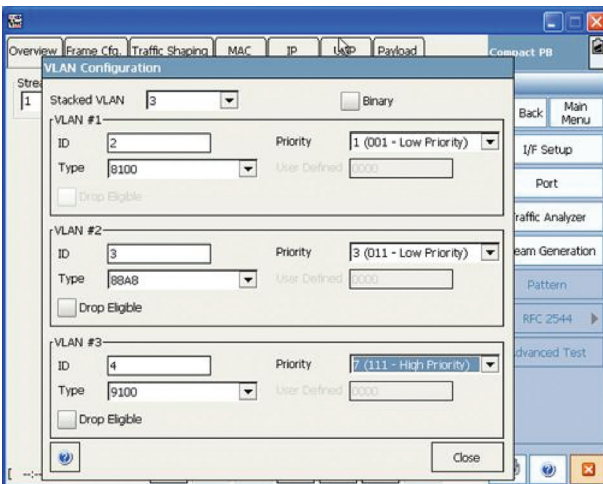 Overview Frame Cfg. Traffic Shaping MAC IP UDP Payload
Compact PB
VLAN Configuration
Stacked VLAN 3 Binary
1
VLAN #1
ID 2 Priority 1 (001 - Low Priority)
Type 8100 User Defined 0000
Drop Eligible
VLAN #2
ID 3 Priority 3 (011 - Low Priority)
Type 88A8 User Defined 0000
Drop Eligible
VLAN #3
ID 4 Priority 7 (111 - High Priority)
Type 9100 User Defined 0000
Drop Eligible
Close
Back Main Menu
I/F Setup
Port
raffic Analyzer
eam Generation
Pattern
RFC 2544
dvanced Test